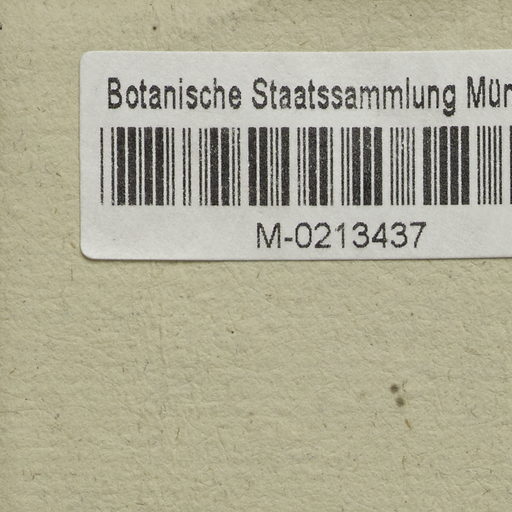 Botanische Staatssammlung Mün
M-0213437